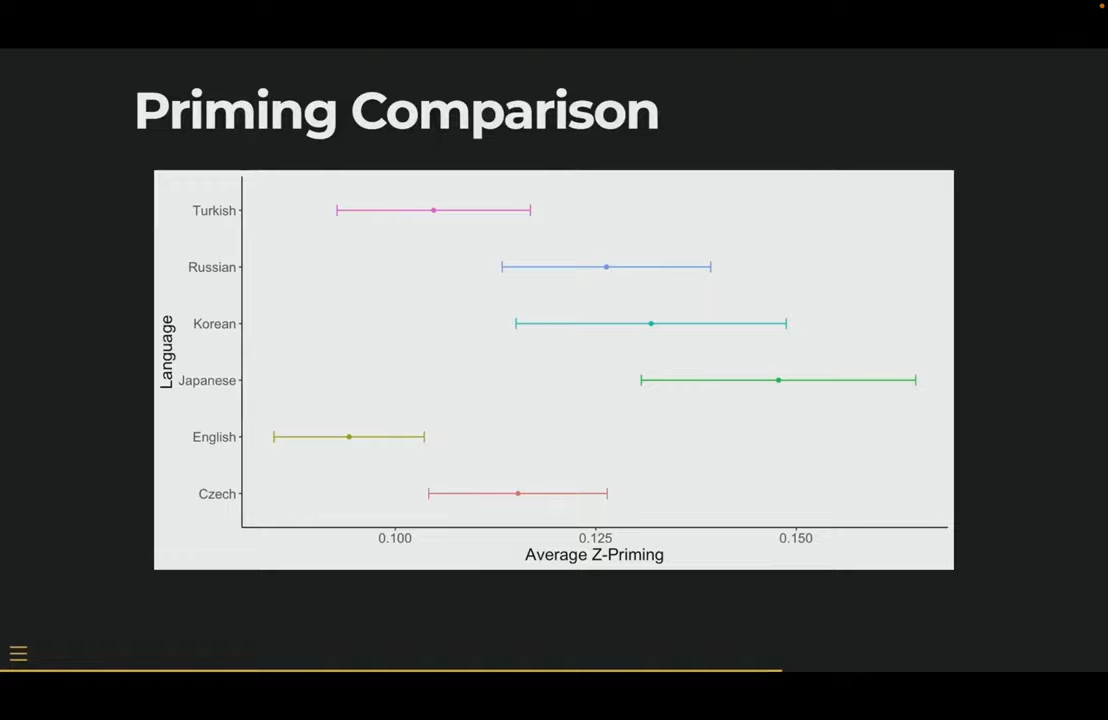 Priming Comparison
Language
Turkish
Russian
Korean
Japanese
English
Czech
0.100 0.125 0.150
Average Z-Priming